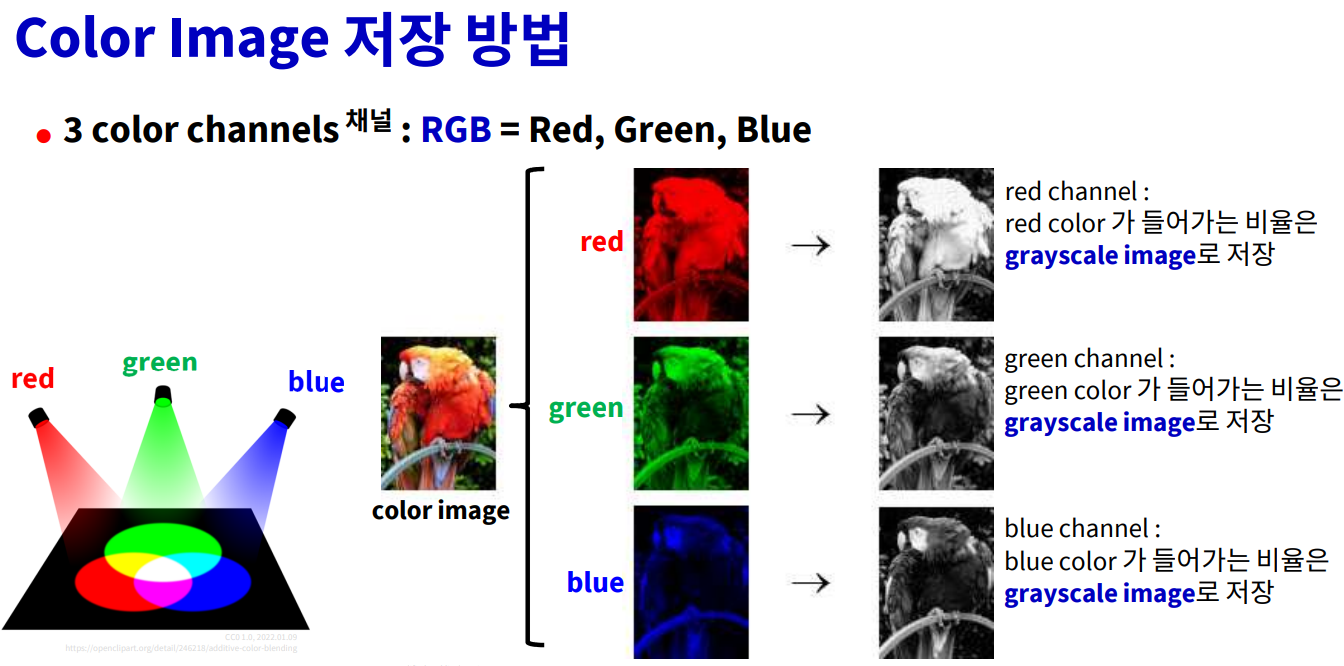 Color Image 저장 방법
3 color channels 채널 : RGB = Red, Green, Blue
red
green
blue
CC0 1.0, 2022.01.09
https://openclipart.org/detail/246218/additive-color-blending
color image
red
red channel :
red color 가 들어가는 비율은
grayscale image로 저장
green
green channel :
green color 가 들어가는 비율은
grayscale image로 저장
blue
blue channel :
blue color 가 들어가는 비율은
grayscale image로 저장